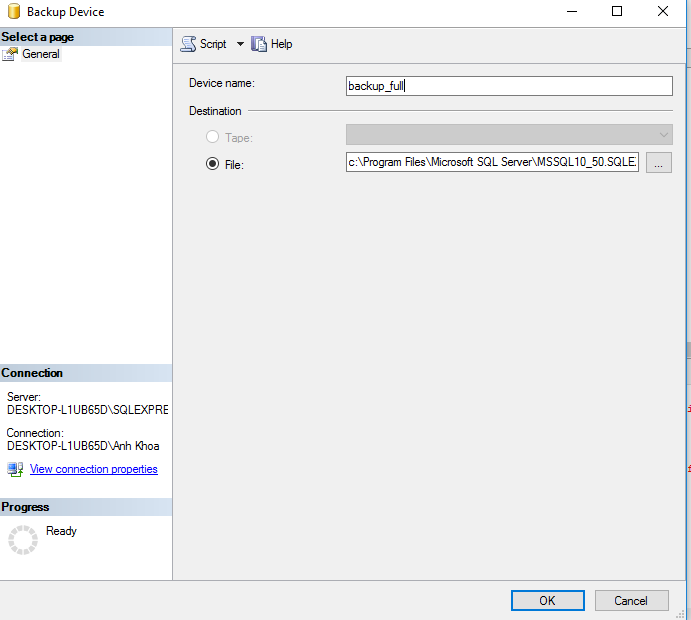 Backup Device
Select a page
General
Script
Help
Device name:
backup_full
Destination
Tape:
File:
c:\Program Files\Microsoft SQL Server\MSSQL10_50.SQLE
...
Connection
Server:
DESKTOP-L1UB65D\SQLEXPRE
Connection:
DESKTOP-L1UB65D\Anh Khoa
View connection properties
Progress
Ready
OK
Cancel